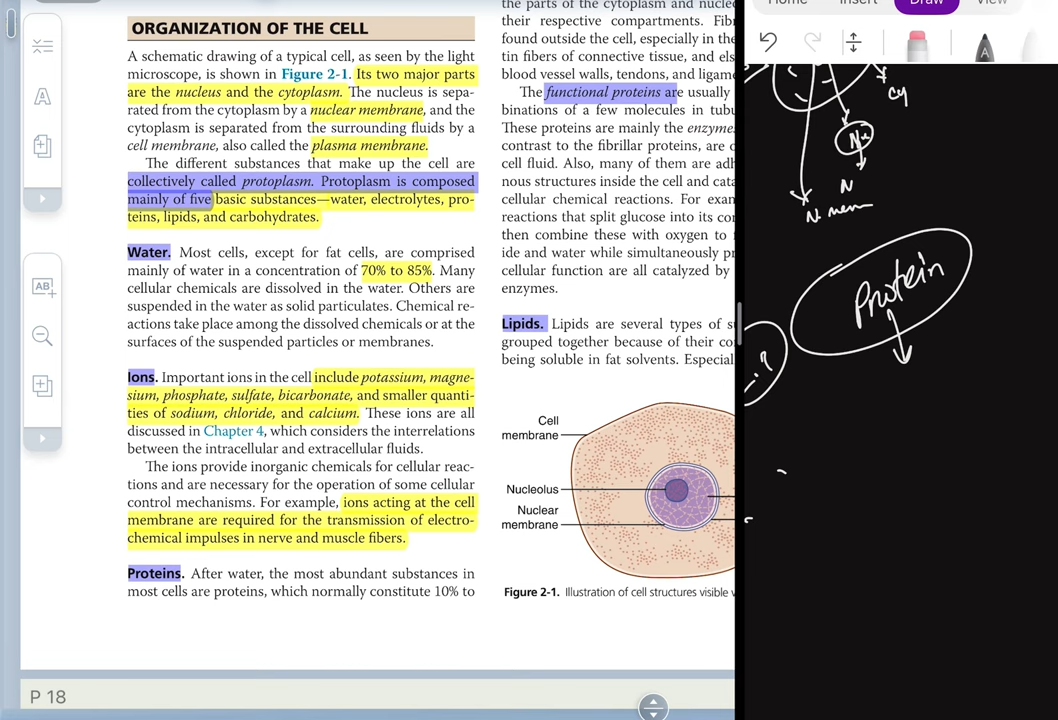 ORGANIZATION OF THE CELL
A schematic drawing of a typical cell, as seen by the light
microscope, is shown in Figure 2-1. Its two major parts
are the nucleus and the cytoplasm. The nucleus is sepa-
rated from the cytoplasm by a nuclear membrane, and the
cytoplasm is separated from the surrounding fluids by a
cell membrane, also called the plasma membrane.
The different substances that make up the cell are
collectively called protoplasm. Protoplasm is composed
mainly of five basic substances—water, electrolytes, pro-
teins, lipids, and carbohydrates.
Water. Most cells, except for fat cells, are comprised
mainly of water in a concentration of 70% to 85%. Many
cellular chemicals are dissolved in the water. Others are
suspended in the water as solid particulates. Chemical re-
actions take place among the dissolved chemicals or at the
surfaces of the suspended particles or membranes.
Ions. Important ions in the cell include potassium, magne-
sium, phosphate, sulfate, bicarbonate, and smaller quanti-
ties of sodium, chloride, and calcium. These ions are all
discussed in Chapter 4, which considers the interrelations
between the intracellular and extracellular fluids.
The ions provide inorganic chemicals for cellular reac-
tions and are necessary for the operation of some cellular
control mechanisms. For example, ions acting at the cell
membrane are required for the transmission of electro-
chemical impulses in nerve and muscle fibers.
Proteins. After water, the most abundant substances in
most cells are proteins, which normally constitute 10% to
the parts of the cytoplasm and nucle
their respective compartments. Fib
found outside the cell, especially in the
tin fibers of connective tissue, and els
blood vessel walls, tendons, and ligam
The functional proteins are usually
binations of a few molecules in tubu
These proteins are mainly the enzyme
contrast to the fibrillar proteins, are
cell fluid. Also, many of them are adh
nous structures inside the cell and cata
cellular chemical reactions. For exam
reactions that split glucose into its co
then combine these with oxygen to
ide and water while simultaneously pr
cellular function are all catalyzed by
enzymes.
Lipids. Lipids are several types of s
grouped together because of their co
being soluble in fat solvents. Especial
Cell
membrane
Nucleolus
Nuclear
membrane
Figure 2-1. Illustration of cell structures visible
P 18
AB
Home Insert Draw View
A
Cy
Nu
N
N mem
Protein